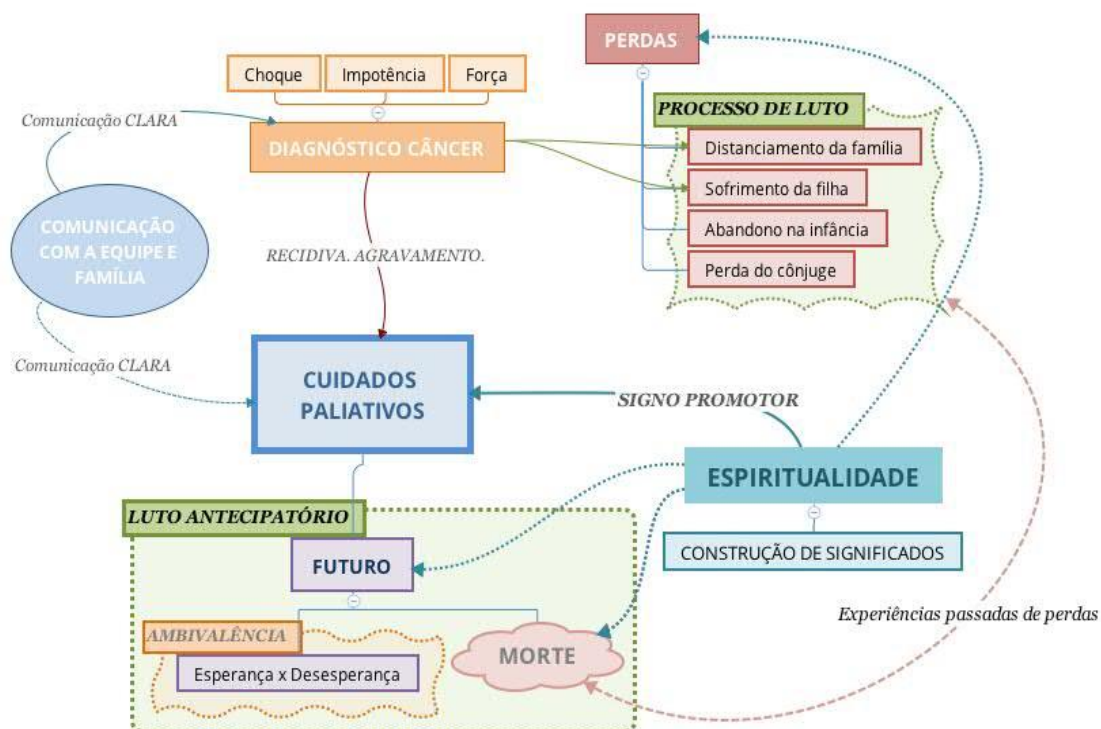 PERDAS
Choque
Impotência
Força
PROCESSO DE LUTO
Comunicação CLARA
DIAGNÓSTICO CÂNCER
Distanciamento da família
Sofrimento da filha
Abandono na infância
Perda do cônjuge
COMUNICAÇÃO
COM A EQUIPE E
FAMÍLIA
RECIDIVA. AGRAVAMENTO.
Comunicação CLARA
CUIDADOS
PALIATIVOS
SIGNO PROMOTOR
ESPIRITUALIDADE
CONSTRUÇÃO DE SIGNIFICADOS
LUTO ANTECIPATÓRIO
FUTURO
Experiências passadas de perdas
AMBIVALÊNCIA
Esperança x Desesperança
MORTE